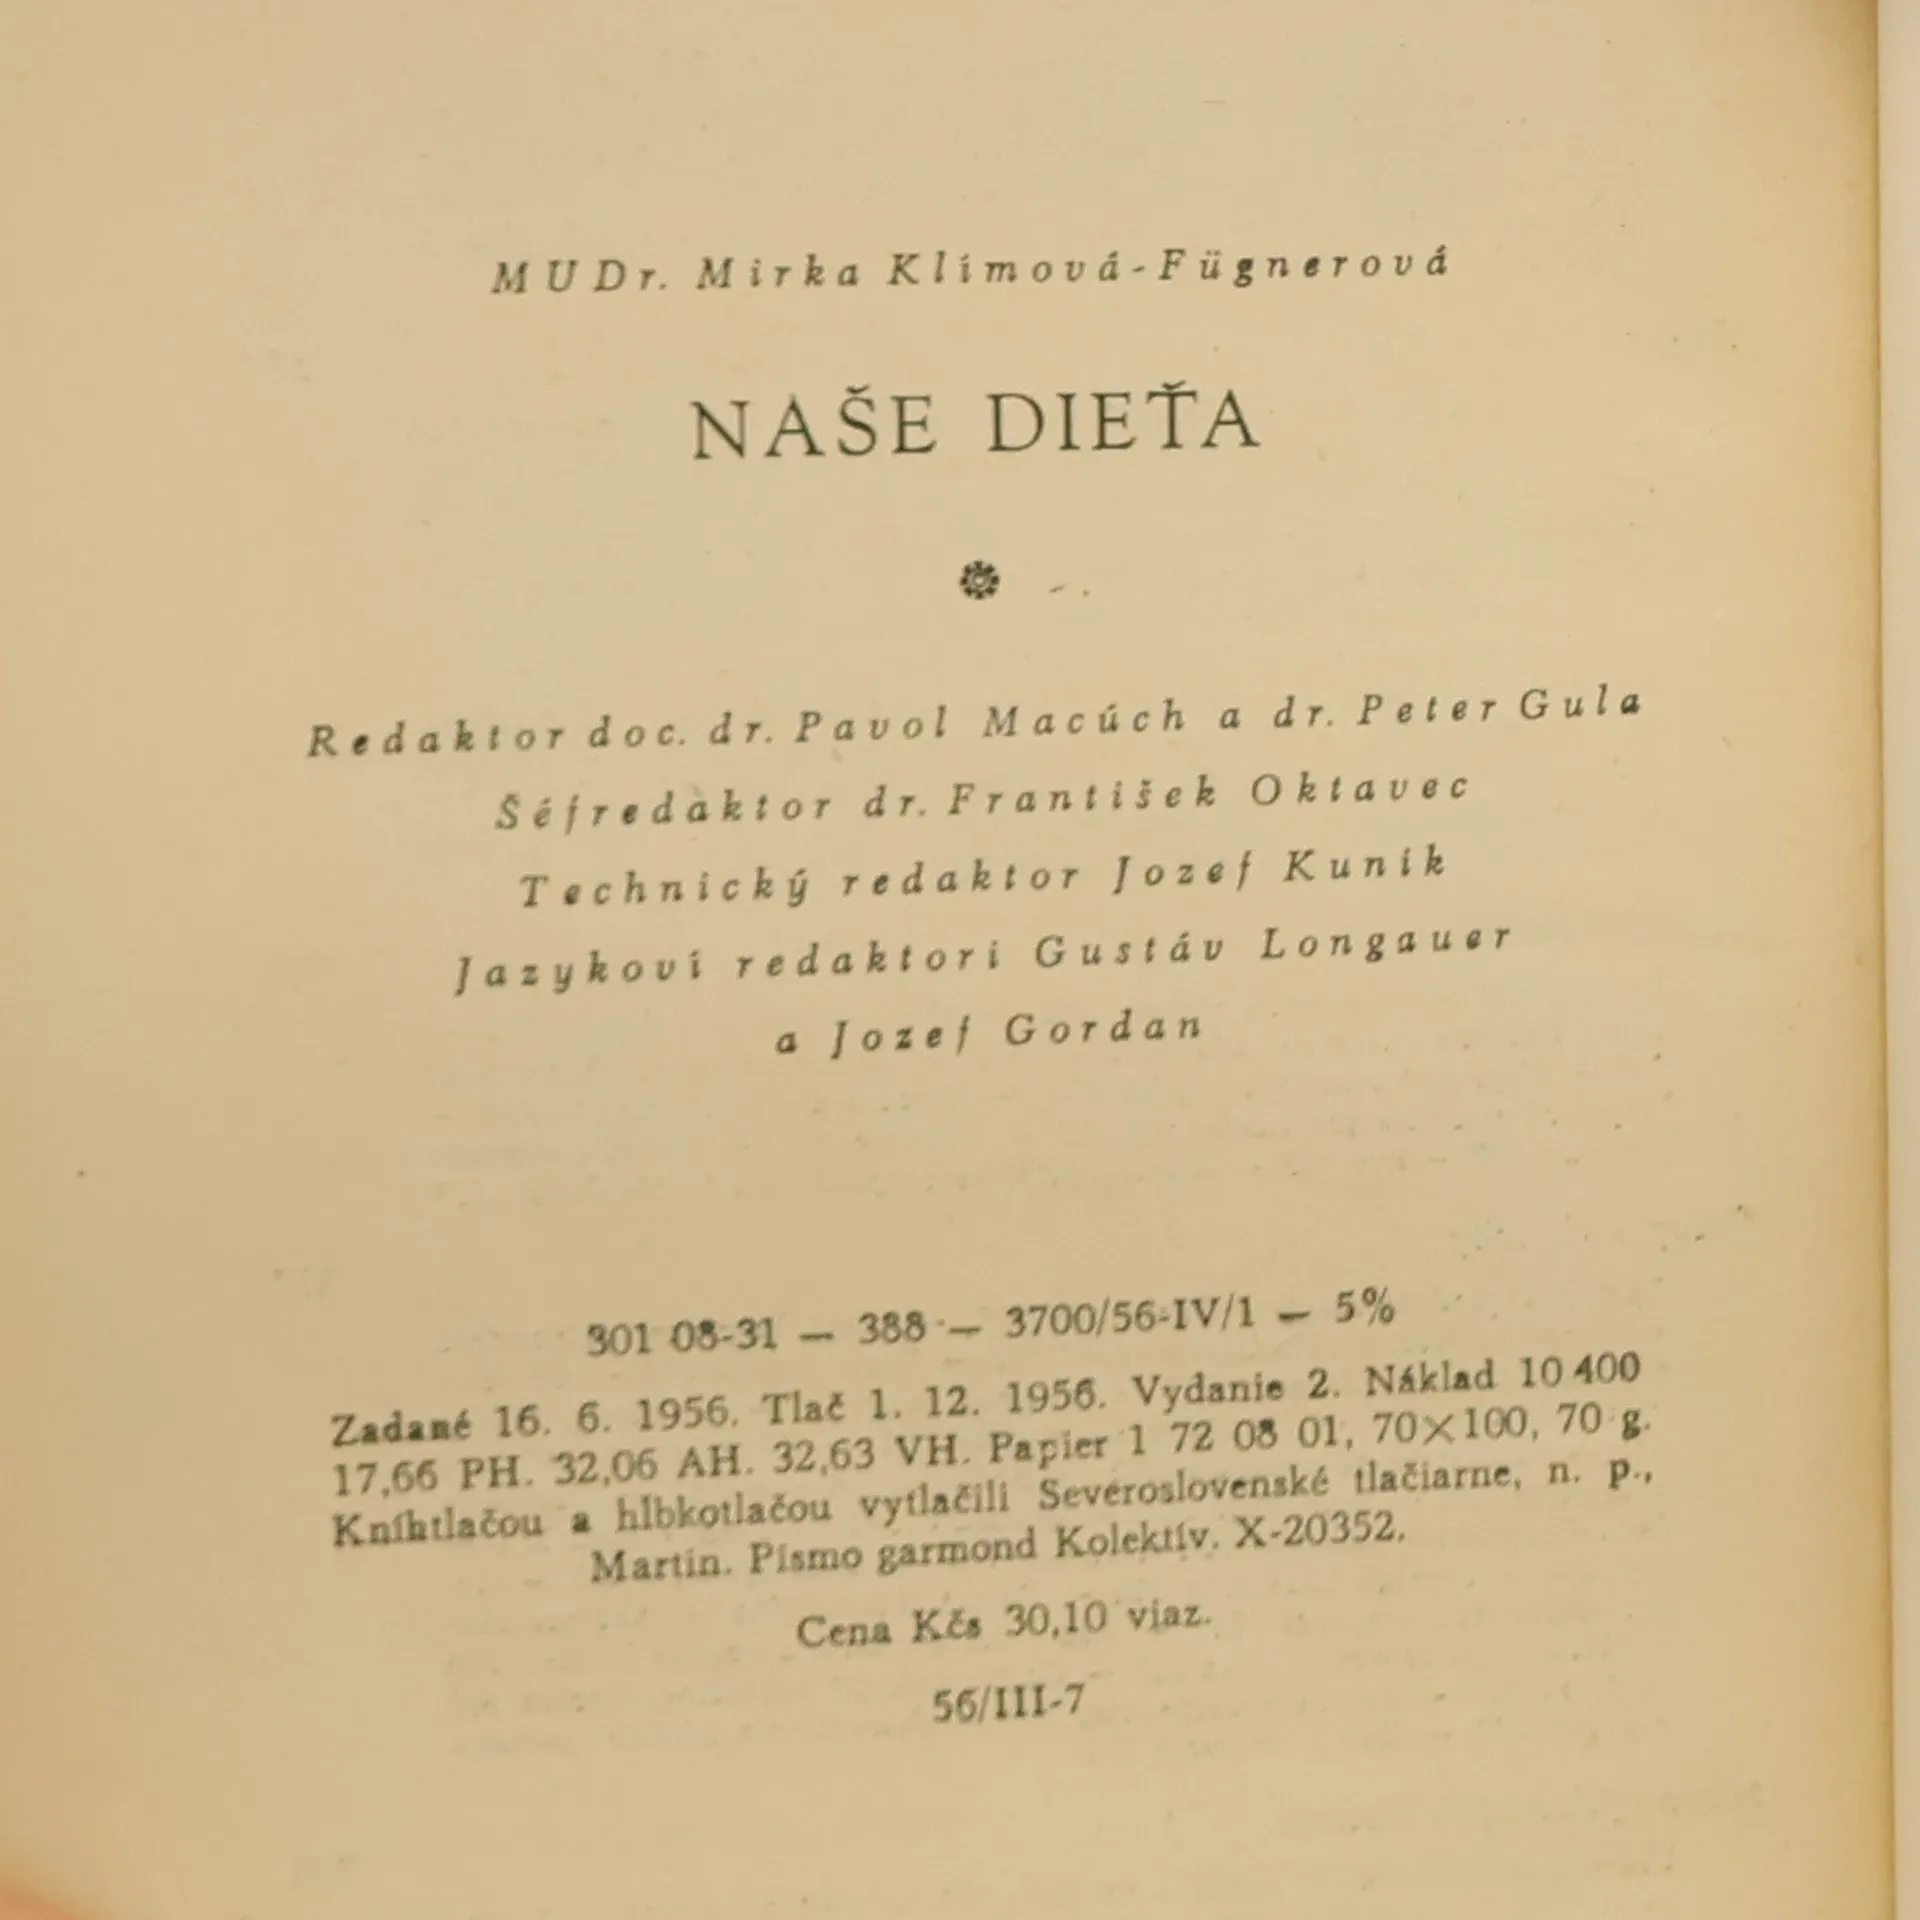 MUDr. Mirka Klímová-Fügnerová
NAŠE DIEŤA
Redaktor doc. dr. Pavol Macúch a dr. Peter Gula
Šéfredaktor dr. František Oktavec
Technický redaktor Jozef Kunik
Jazykoví redaktori Gustáv Longauer
a Jozef Gordan
301 08-31 — 388 — 3700/56-IV/1 — 5%
Zadané 16. 6. 1956. Tlač 1. 12. 1956. Vydanie 2. Náklad 10 400
17,66 PH. 32,06 AH. 32,63 VH. Papier 1 72 08 01, 70×100, 70 g.
Kníhtlačou a hĺbkotlačou vytlačili Severoslovenské tlačiarne, n. p.,
Martin. Písmo garmond Kolektív. X-20352.
Cena Kčs 30,10 viaz.
56/III-7